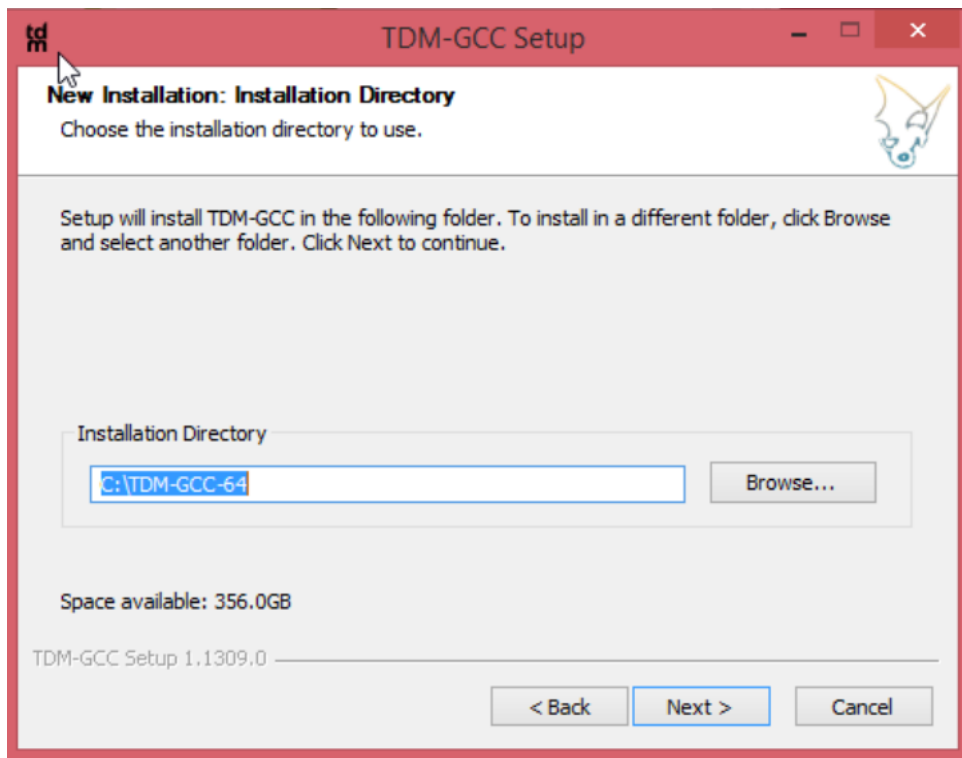 tdm
TDM-GCC Setup
New Installation: Installation Directory
Choose the installation directory to use.
Setup will install TDM-GCC in the following folder. To install in a different folder, click Browse
and select another folder. Click Next to continue.
Installation Directory
C:\TDM-GCC-64
Browse...
Space available: 356.0GB
TDM-GCC Setup 1.1309.0
< Back
Next >
Cancel